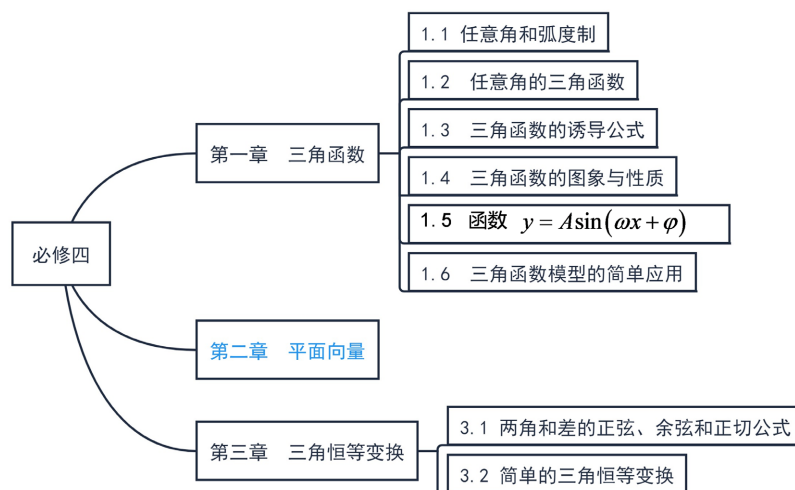 必修四
第一章 三角函数
1.1 任意角和弧度制
1.2 任意角的三角函数
1.3 三角函数的诱导公式
1.4 三角函数的图象与性质
1.5 函数 y = Asin(ωx + φ)
1.6 三角函数模型的简单应用
第二章 平面向量
第三章 三角恒等变换
3.1 两角和差的正弦、余弦和正切公式
3.2 简单的三角恒等变换